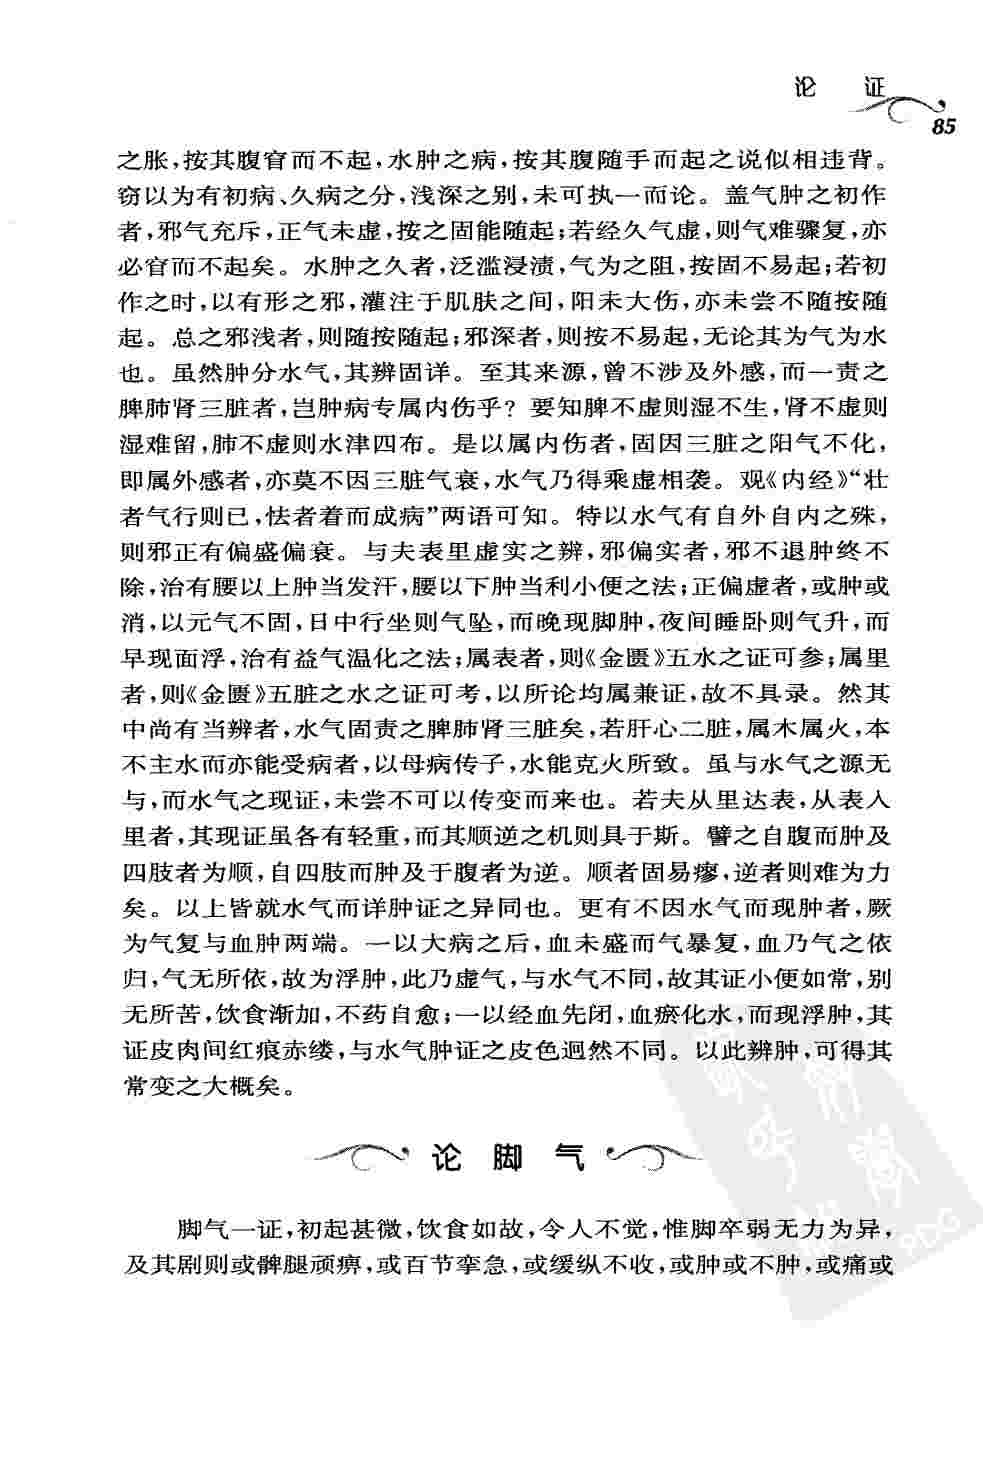 论 证
85
之胀,按其腹窅而不起,水肿之病,按其腹随手而起之说似相违背。
窃以为有初病、久病之分,浅深之别,未可执一而论。盖气肿之初作
者,邪气充斥,正气未虚,按之固能随起;若经久气虚,则气难骤复,亦
必窅而不起矣。水肿之久者,泛滥浸渍,气为之阻,按固不易起;若初
作之时,以有形之邪,灌注于肌肤之间,阳未大伤,亦未尝不随按随
起。总之邪浅者,则随按随起;邪深者,则按不易起,无论其为气为水
也。虽然肿分水气,其辨固详。至其来源,曾不涉及外感,而一责之
脾肺肾三脏者,岂肿病专属内伤乎?要知脾不虚则湿不生,肾不虚则
湿难留,肺不虚则水津四布。是以属内伤者,固因三脏之阳气不化,
即属外感者,亦莫不因三脏气衰,水气乃得乘虚相袭。观《内经》“壮
者气行则已,怯者着而成病”两语可知。特以水气有自外自内之殊,
则邪正有偏盛偏衰。与夫表里虚实之辨,邪偏实者,邪不退肿终不
除,治有腰以上肿当发汗,腰以下肿当利小便之法;正偏虚者,或肿或
消,以元气不固,日中行坐则气坠,而晚现脚肿,夜间睡卧则气升,而
早现面浮,治有益气温化之法;属表者,则《金匮》五水之证可参;属里
者,则《金匮》五脏之水之证可考,以所论均属兼证,故不具录。然其
中尚有当辨者,水气固责之脾肺肾三脏矣,若肝心二脏,属木属火,本
不主水而亦能受病者,以母病传子,水能克火所致。虽与水气之源无
与,而水气之现证,未尝不可以传变而来也。若夫从里达表,从表入
里者,其现证虽各有轻重,而其顺逆之机则具于斯。譬之自腹而肿及
四肢者为顺,自四肢而肿及于腹者为逆。顺者固易瘳,逆者则难为力
矣。以上皆就水气而详肿证之异同也。更有不因水气而现肿者,厥
为气复与血肿两端。一以大病之后,血未盛而气暴复,血乃气之依
归,气无所依,故为浮肿,此乃虚气,与水气不同,故其证小便如常,别
无所苦,饮食渐加,不药自愈;一以经血先闭,血瘀化水,而现浮肿,其
证皮肉间红痕赤缕,与水气肿证之皮色迥然不同。以此辨肿,可得其
常变之大概矣。
论脚气
脚气一证,初起甚微,饮食如故,令人不觉,惟脚卒弱无力为异,
及其剧则或髀腿顽痹,或百节挛急,或缓纵不收,或肿或不肿,或痛或
PDG